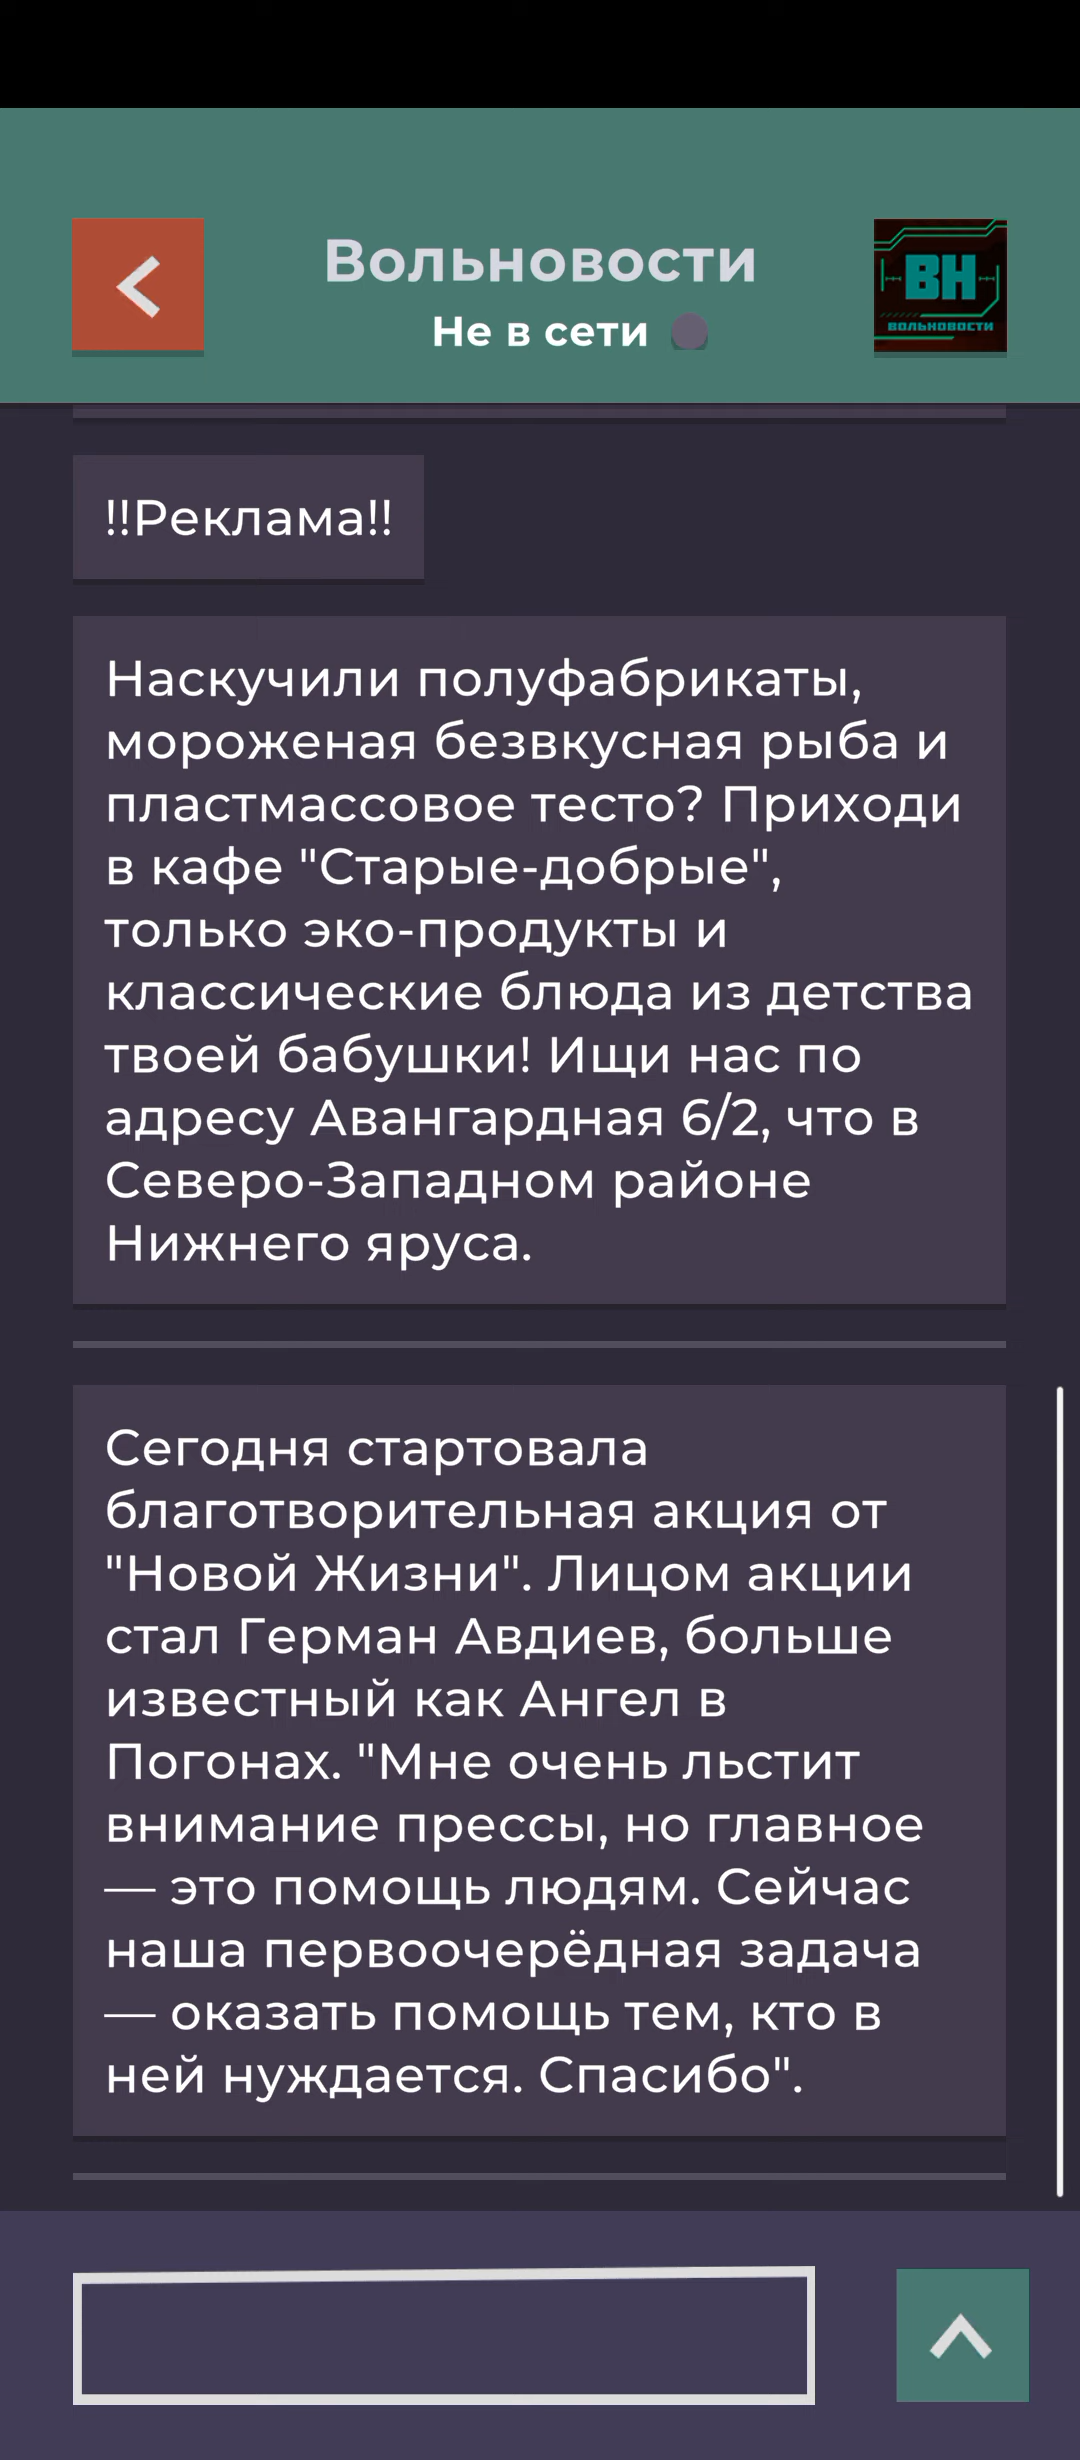 Вольновости
Не в сети
ВН
ВОЛЬНОВОСТИ
!!Реклама!!
Наскучили полуфабрикаты,
мороженая безвкусная рыба и
пластмассовое тесто? Приходи
в кафе "Старые-добрые",
только эко-продукты и
классические блюда из детства
твоей бабушки! Ищи нас по
адресу Авангардная 6/2, что в
Северо-Западном районе
Нижнего яруса.
Сегодня стартовала
благотворительная акция от
"Новой Жизни". Лицом акции
стал Герман Авдиев, больше
известный как Ангел в
Погонах. "Мне очень льстит
внимание прессы, но главное
— это помощь людям. Сейчас
наша первоочерёдная задача
— оказать помощь тем, кто в
ней нуждается. Спасибо".